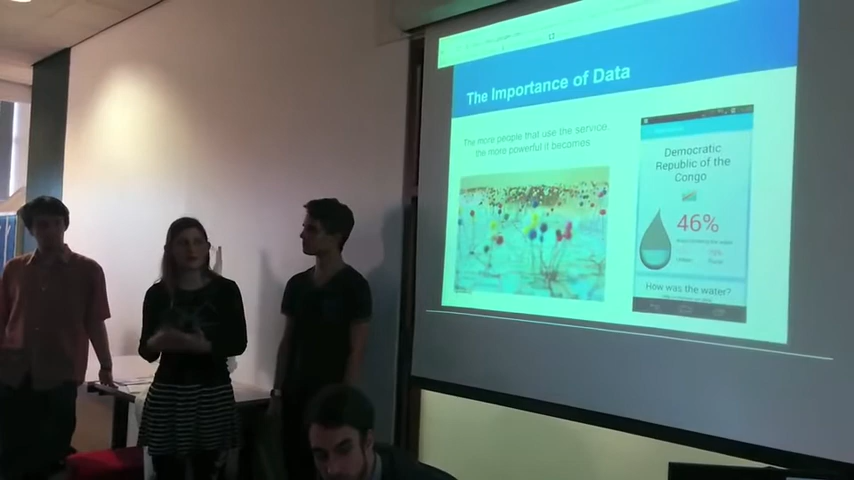 The Importance of Data
The more people that use the service,
the more powerful it becomes
Democratic
Republic of the
Congo
46%
How was the water?